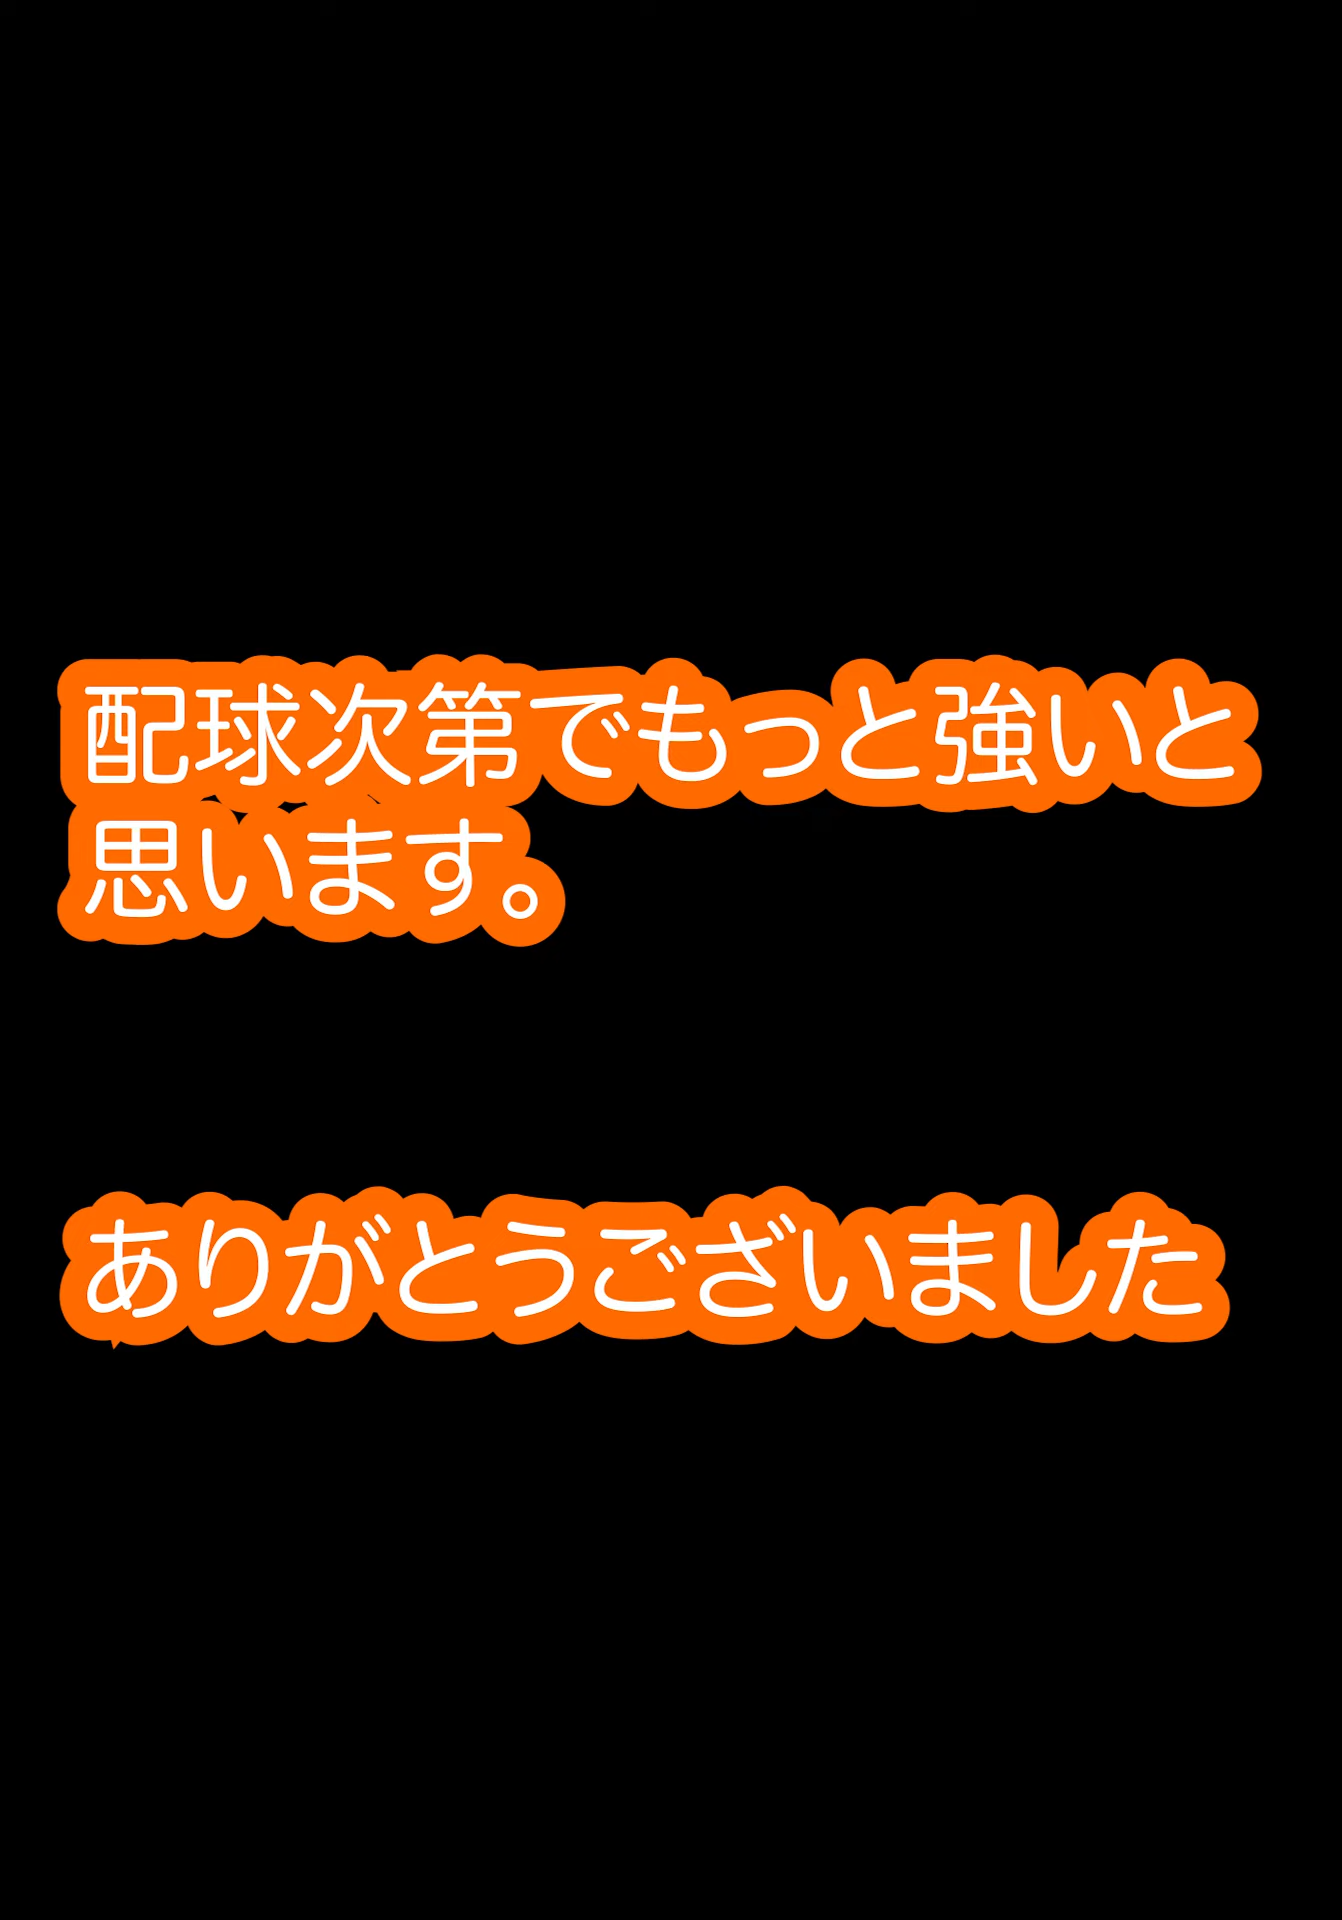 配球次第でもっと強いと
思います。
ありがとうございました